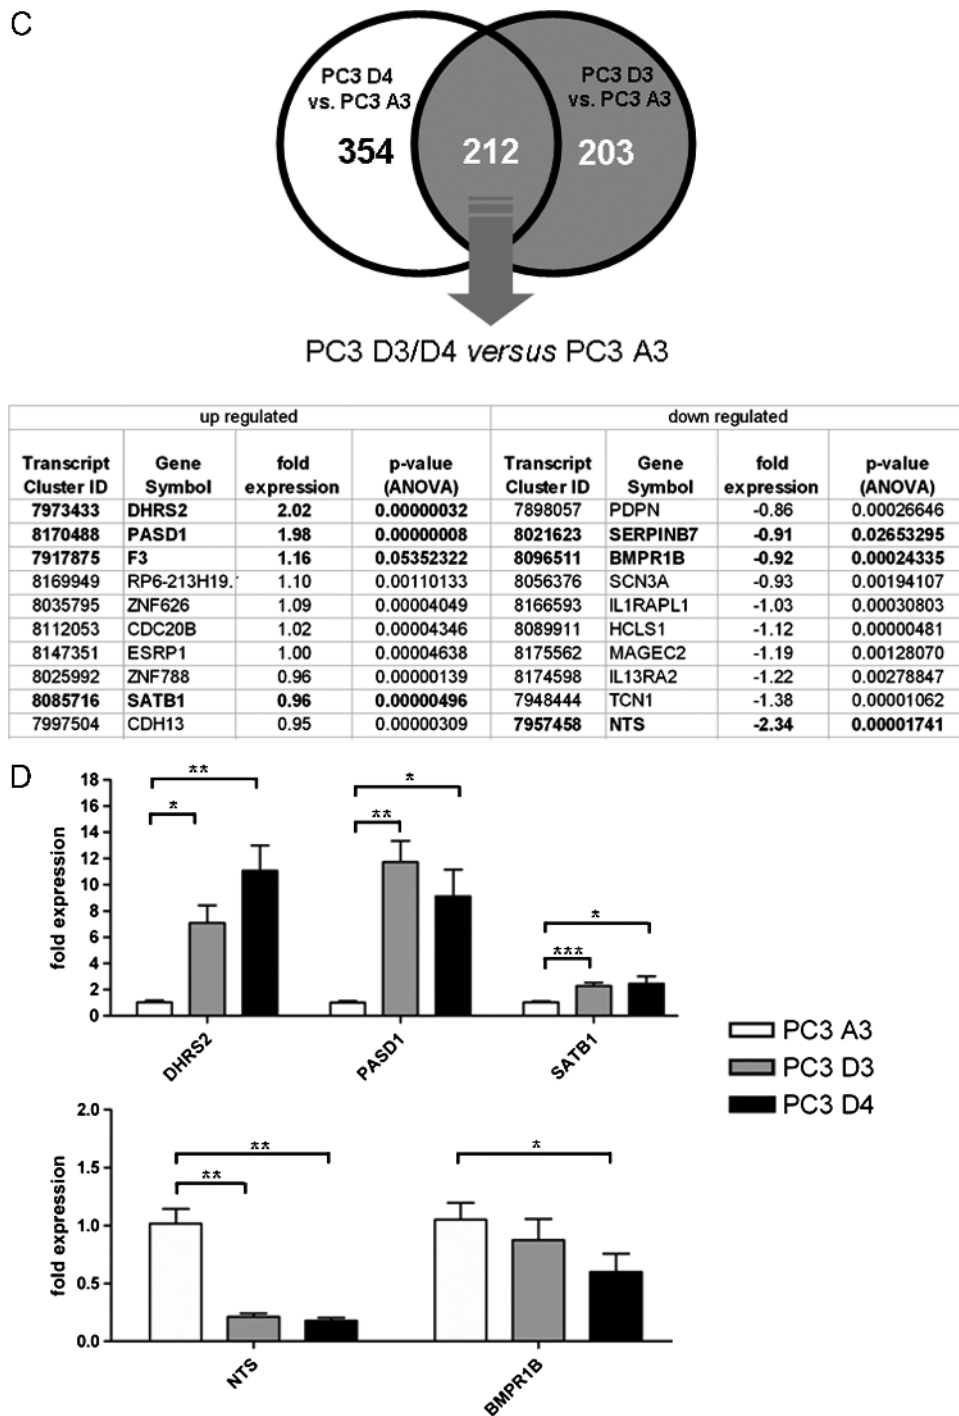 C
PC3 D4
vs. PC3 A3
PC3 D3
vs. PC3 A3
354
212
203
PC3 D3/D4 versus PC3 A3
up regulated down regulated
Transcript Cluster ID Gene Symbol fold expression p-value (ANOVA) Transcript Cluster ID Gene Symbol fold expression p-value (ANOVA)
7973433 DHRS2 2.02 0.00000032 7898057 PDPN -0.86 0.00026646
8170488 PASD1 1.98 0.00000008 8021623 SERPINB7 -0.91 0.02653295
7917875 F3 1.16 0.05352322 8096511 BMPR1B -0.92 0.00024335
8169949 RP6-213H19. 1.10 0.00110133 8056376 SCN3A -0.93 0.00194107
8035795 ZNF626 1.09 0.00004049 8166593 IL1RAPL1 -1.03 0.00030803
8112053 CDC20B 1.02 0.00004346 8089911 HCLS1 -1.12 0.00000481
8147351 ESRP1 1.00 0.00004638 8175562 MAGEC2 -1.19 0.00128070
8025992 ZNF788 0.96 0.00000139 8174598 IL13RA2 -1.22 0.00278847
8085716 SATB1 0.96 0.00000496 7948444 TCN1 -1.38 0.00001062
7997504 CDH13 0.95 0.00000309 7957458 NTS -2.34 0.00001741
D
fold expression
18
16
14
12
10
8
6
4
2
0
**
*
*
**
*
***
DHRS2
PASD1
SATB1
PC3 A3
PC3 D3
PC3 D4
fold expression
2.0
1.5
1.0
0.5
0.0
**
**
*
NTS
BMPR1B